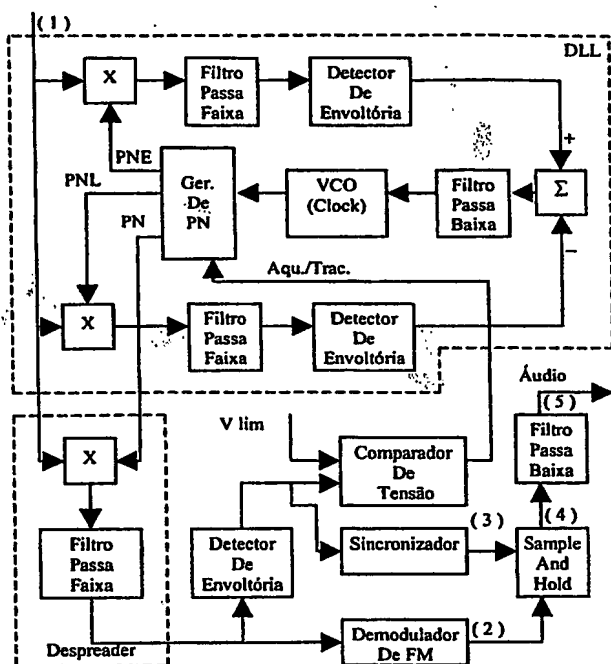 (1)
DLL
X
Filtro
Passa
Faixa
Detector
De
Envoltória
+
PNE
PNL
PN
Ger.
De
PN
VCO
(Clock)
Filtro
Passa
Baixa
Σ
−
Aqu./Trac.
X
Filtro
Passa
Faixa
Detector
De
Envoltória
Áudio
(5)
V lim
X
Comparador
De
Tensão
Filtro
Passa
Baixa
(4)
Filtro
Passa
Faixa
Detector
De
Envoltória
Sincronizador
(3)
Sample
And
Hold
Despreader
Demodulador
De FM
(2)